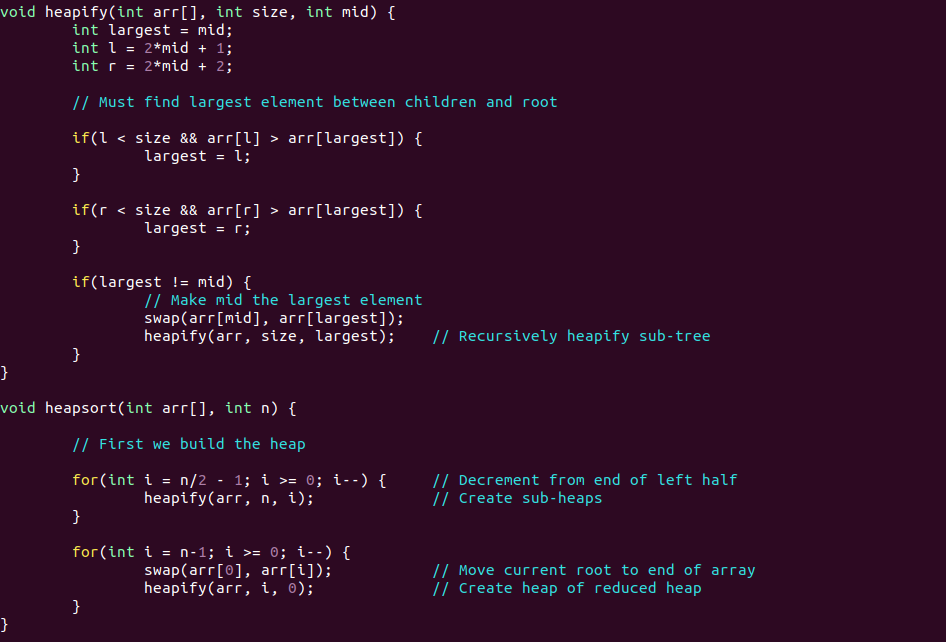 void heapify(int arr[], int size, int mid) {
        int largest = mid;
        int l = 2*mid + 1;
        int r = 2*mid + 2;

        // Must find largest element between children and root

        if(l < size && arr[l] > arr[largest]) {
                largest = l;
        }

        if(r < size && arr[r] > arr[largest]) {
                largest = r;
        }

        if(largest != mid) {
                // Make mid the largest element
                swap(arr[mid], arr[largest]);
                heapify(arr, size, largest);    // Recursively heapify sub-tree
        }
}

void heapsort(int arr[], int n) {

        // First we build the heap

        for(int i = n/2 - 1; i >= 0; i--) {     // Decrement from end of left half
                heapify(arr, n, i);             // Create sub-heaps
        }

        for(int i = n-1; i >= 0; i--) {
                swap(arr[0], arr[i]);           // Move current root to end of array
                heapify(arr, i, 0);             // Create heap of reduced heap
        }
}